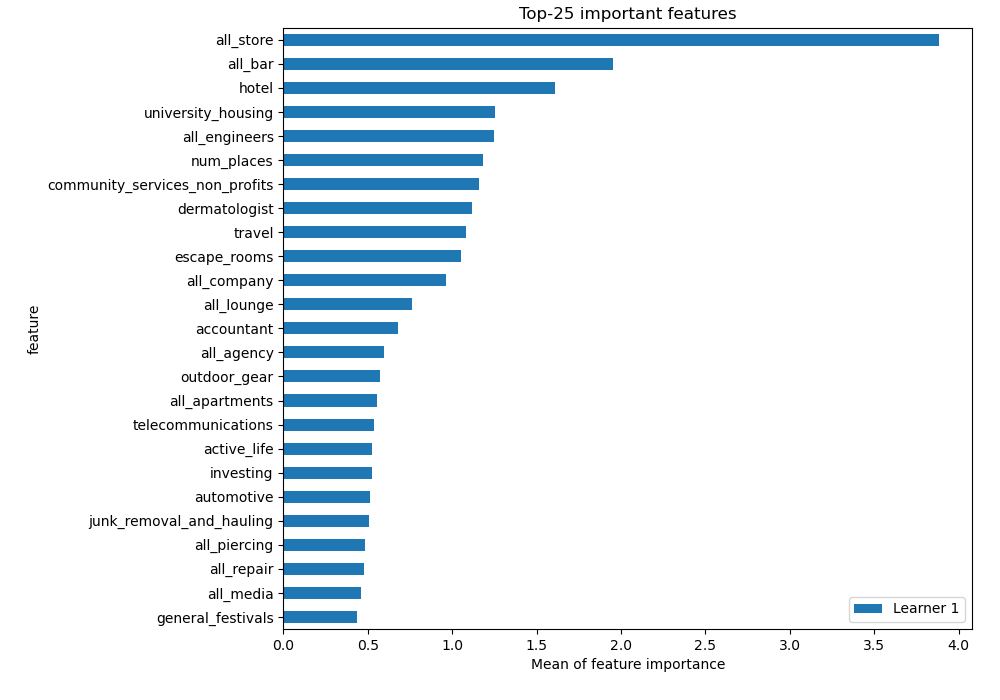 Top-25 important features
all_store
all_bar
hotel
university_housing
all_engineers
num_places
community_services_non_profits
dermatologist
travel
escape_rooms
all_company
all_lounge
accountant
all_agency
outdoor_gear
all_apartments
telecommunications
active_life
investing
automotive
junk_removal_and_hauling
all_piercing
all_repair
all_media
general_festivals
feature
Learner 1
0.0 0.5 1.0 1.5 2.0 2.5 3.0 3.5 4.0
Mean of feature importance